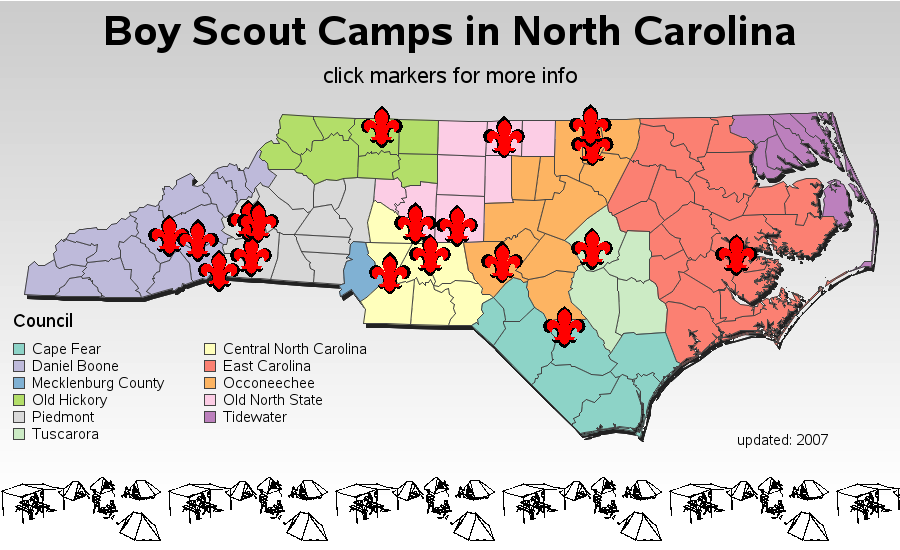 Boy Scout Camps in North Carolina
click markers for more info
Council
Cape Fear
Daniel Boone
Mecklenburg County
Old Hickory
Piedmont
Tuscarora
Central North Carolina
East Carolina
Occoneechee
Old North State
Tidewater
updated: 2007